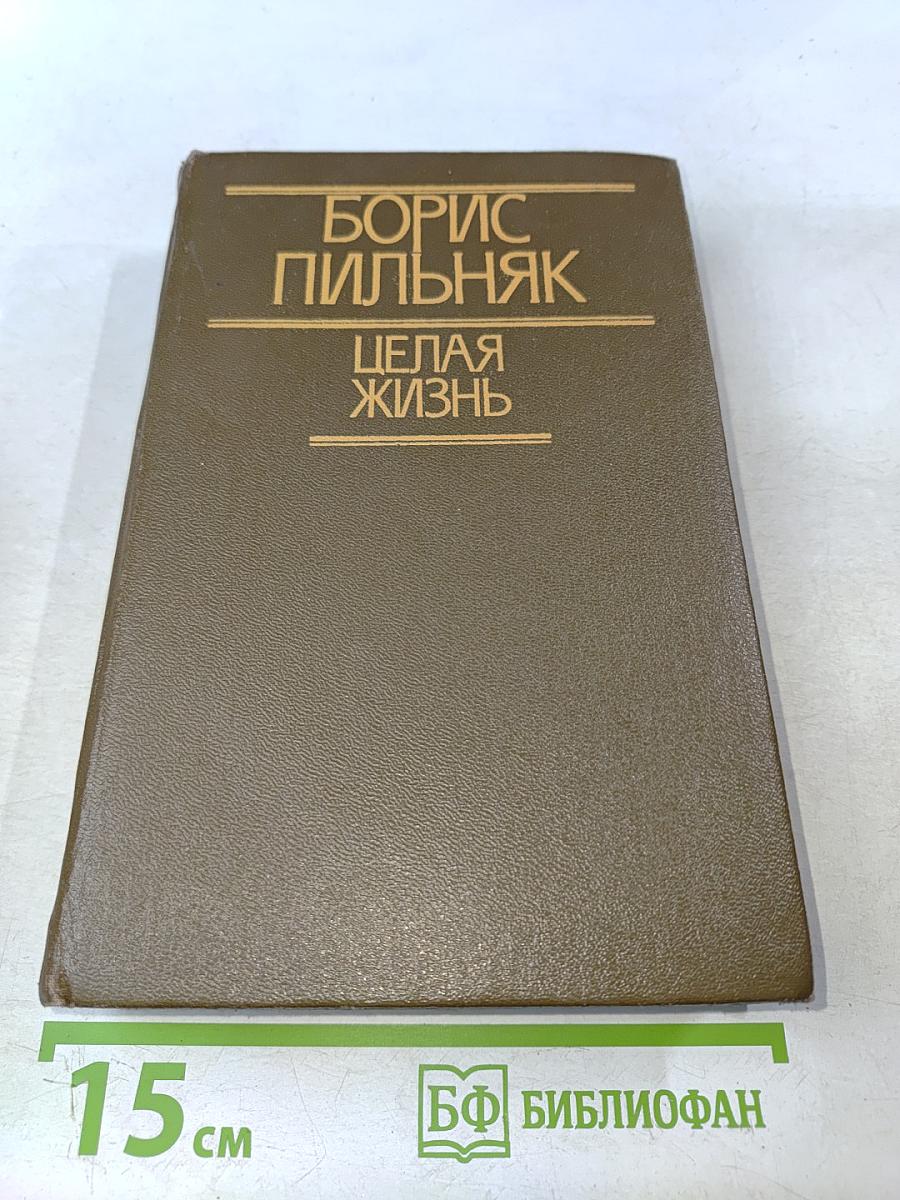 БОРИС
ПИЛЬНЯК
ЦЕЛАЯ
ЖИЗНЬ
15 см
БФ БИБЛИОФАН